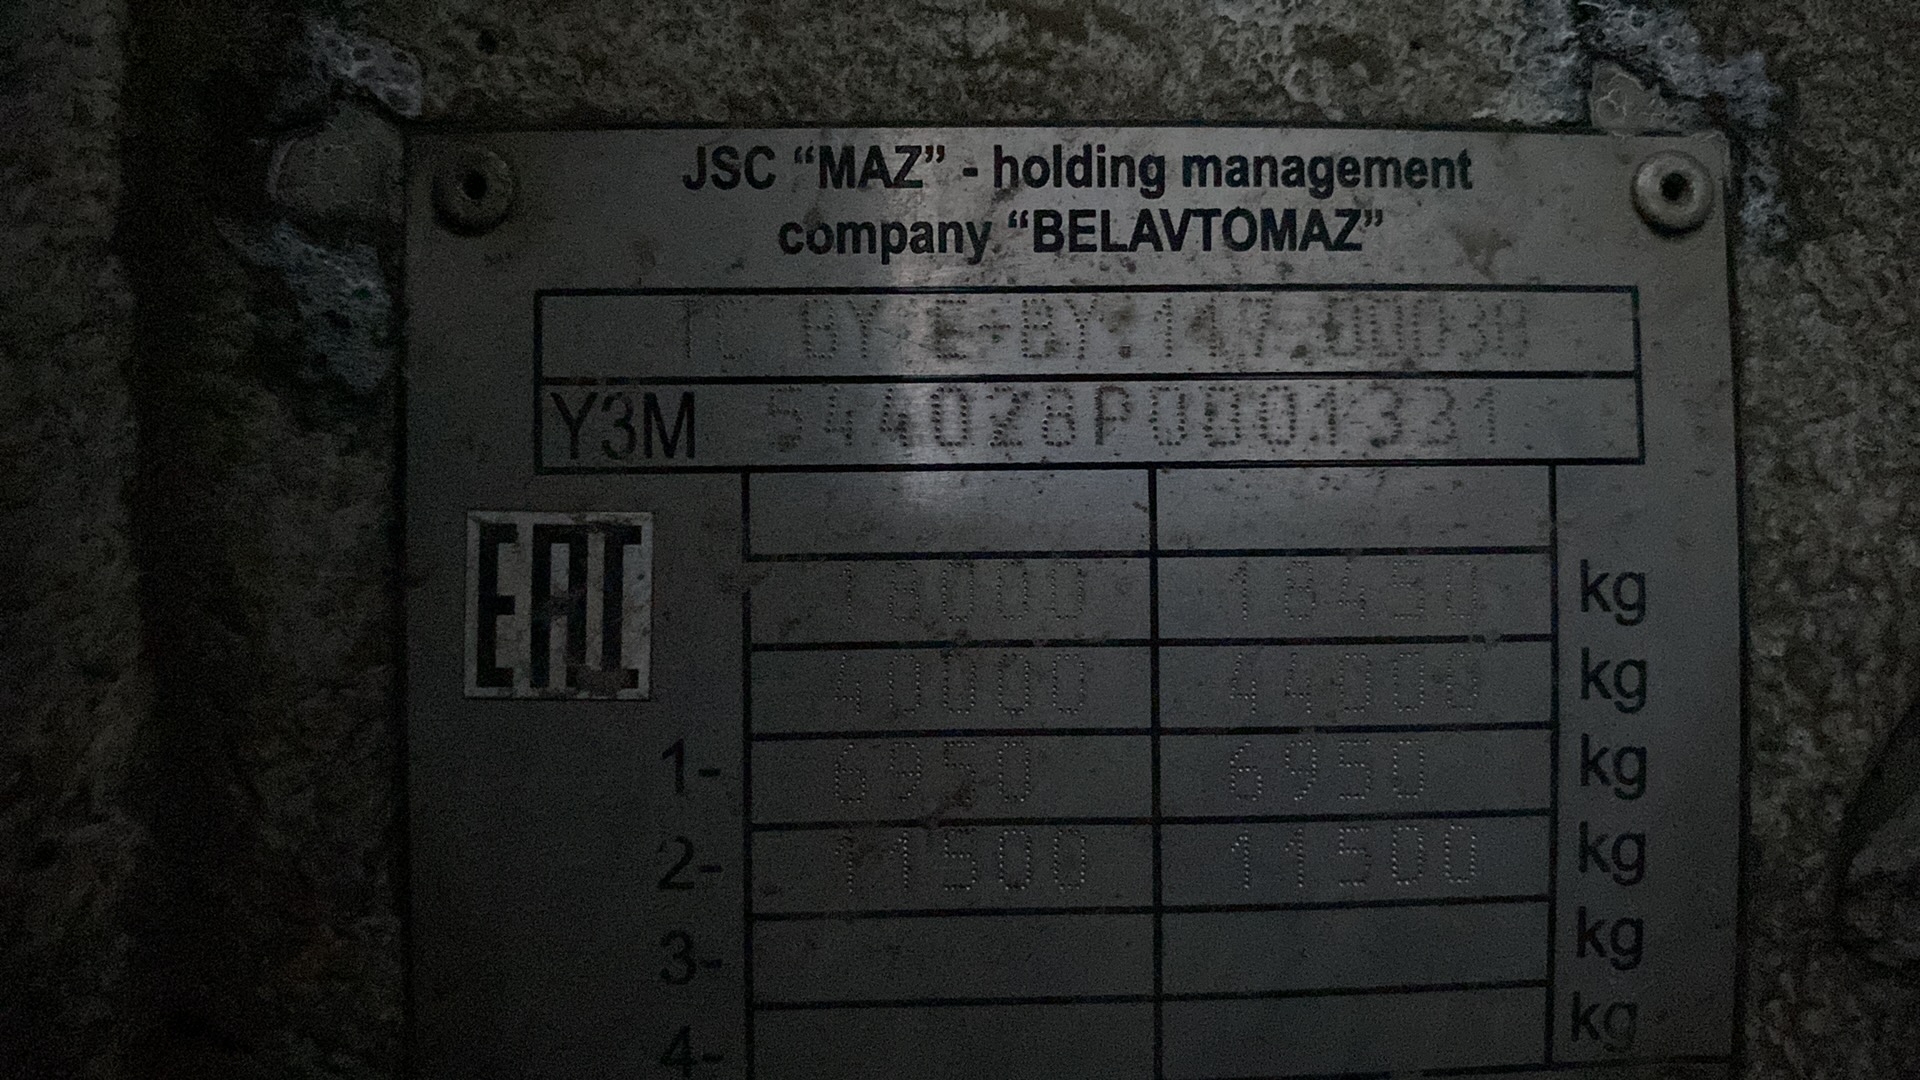 JSC “MAZ” - holding management
company “BELAVTOMAZ”
TC BY E-BY.147.00030
Y3M 544028P0001331
EAC
18000 18450 kg
40000 44000 kg
1- 6950 6950 kg
2- 11500 11500 kg
3- kg
4- kg